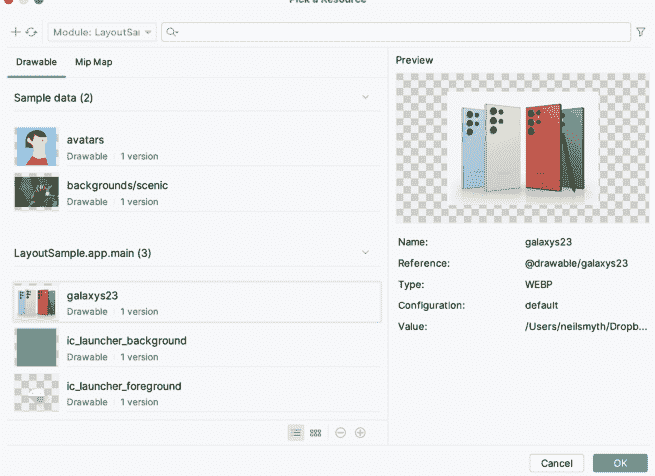 Pick a Resource
Module: LayoutSai
Drawable Mip Map
Sample data (2)
avatars
Drawable 1 version
backgrounds/scenic
Drawable 1 version
LayoutSample.app.main (3)
galaxys23
Drawable 1 version
ic_launcher_background
Drawable 1 version
ic_launcher_foreground
Drawable 1 version
Preview
Name: galaxys23
Reference: @drawable/galaxys23
Type: WEBP
Configuration: default
Value: /Users/neilsmyth/Dropb...
Cancel OK